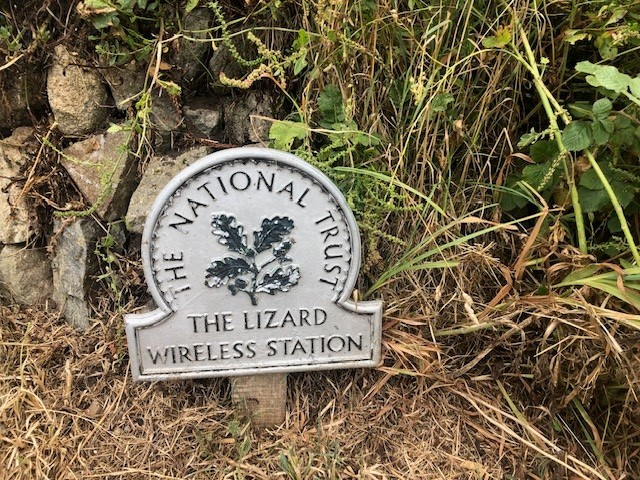 THE NATIONAL TRUST
THE LIZARD
WIRELESS STATION